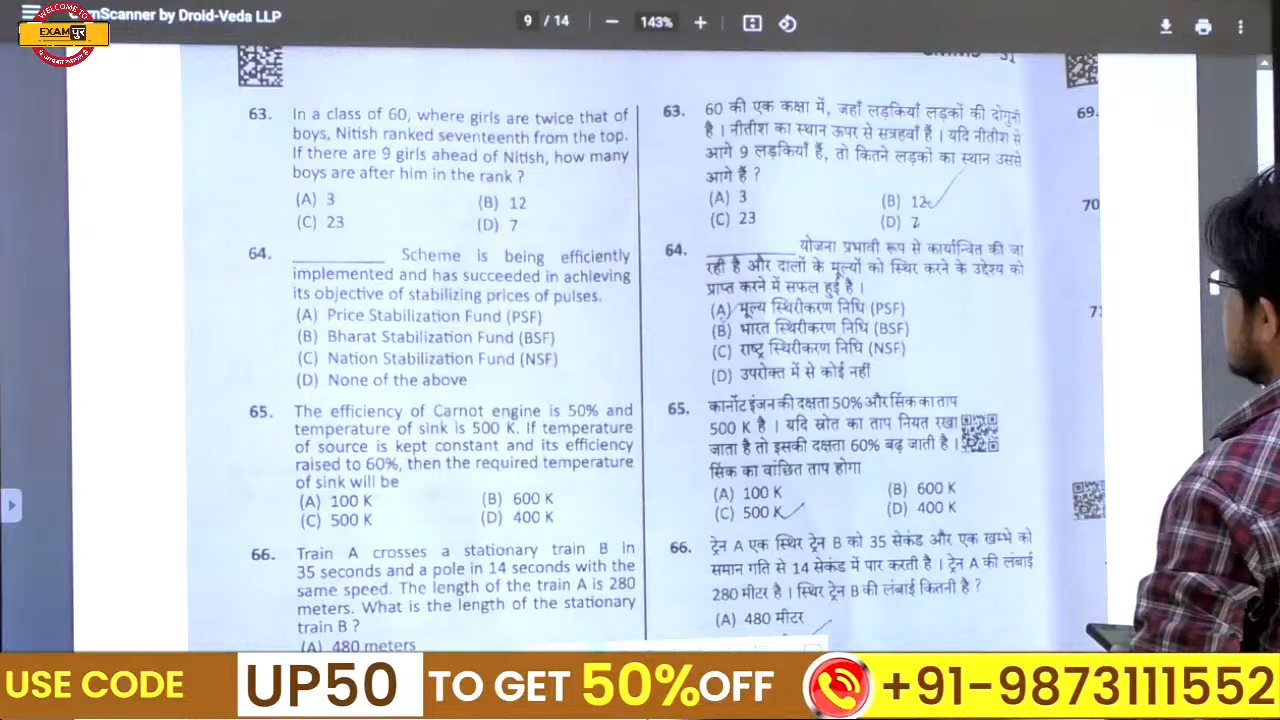 WELCOME TO
EXAMपुर
CamScanner by Droid-Veda LLP
9 / 14
143%
63. In a class of 60, where girls are twice that of
boys, Nitish ranked seventeenth from the top.
If there are 9 girls ahead of Nitish, how many
boys are after him in the rank ?
(A) 3 (B) 12
(C) 23 (D) 7
64. __________ Scheme is being efficiently
implemented and has succeeded in achieving
its objective of stabilizing prices of pulses.
(A) Price Stabilization Fund (PSF)
(B) Bharat Stabilization Fund (BSF)
(C) Nation Stabilization Fund (NSF)
(D) None of the above
65. The efficiency of Carnot engine is 50% and
temperature of sink is 500 K. If temperature
of source is kept constant and its efficiency
raised to 60%, then the required temperature
of sink will be
(A) 100 K (B) 600 K
(C) 500 K (D) 400 K
66. Train A crosses a stationary train B in
35 seconds and a pole in 14 seconds with the
same speed. The length of the train A is 280
meters. What is the length of the stationary
train B ?
(A) 480 meters
63. 60 की एक कक्षा में, जहाँ लड़कियाँ लड़कों की दोगुनी
है । नीतीश का स्थान ऊपर से सत्रहवाँ हैं । यदि नीतीश से
आगे 9 लड़कियाँ हैं, तो कितने लड़कों का स्थान उससे
आगे हैं ?
(A) 3 (B) 12
(C) 23 (D) 7
64. __________ योजना प्रभावी रूप से कार्यान्वित की जा
रही है और दालों के मूल्यों को स्थिर करने के उद्देश्य को
प्राप्त करने में सफल हुई है ।
(A) मूल्य स्थिरीकरण निधि (PSF)
(B) भारत स्थिरीकरण निधि (BSF)
(C) राष्ट्र स्थिरीकरण निधि (NSF)
(D) उपरोक्त में से कोई नहीं
65. कार्नोट इंजन की दक्षता 50% और सिंक का ताप
500 K है । यदि स्रोत का ताप नियत रखा
जाता है तो इसकी दक्षता 60% बढ़ जाती है ।
सिंक का वांछित ताप होगा
(A) 100 K (B) 600 K
(C) 500 K (D) 400 K
66. ट्रेन A एक स्थिर ट्रेन B को 35 सेकंड और एक खम्भे को
समान गति से 14 सेकंड में पार करती है । ट्रेन A की लंबाई
280 मीटर है । स्थिर ट्रेन B की लंबाई कितनी है ?
(A) 480 मीटर
69.
70
USE CODE UP50 TO GET 50% OFF +91-9873111552